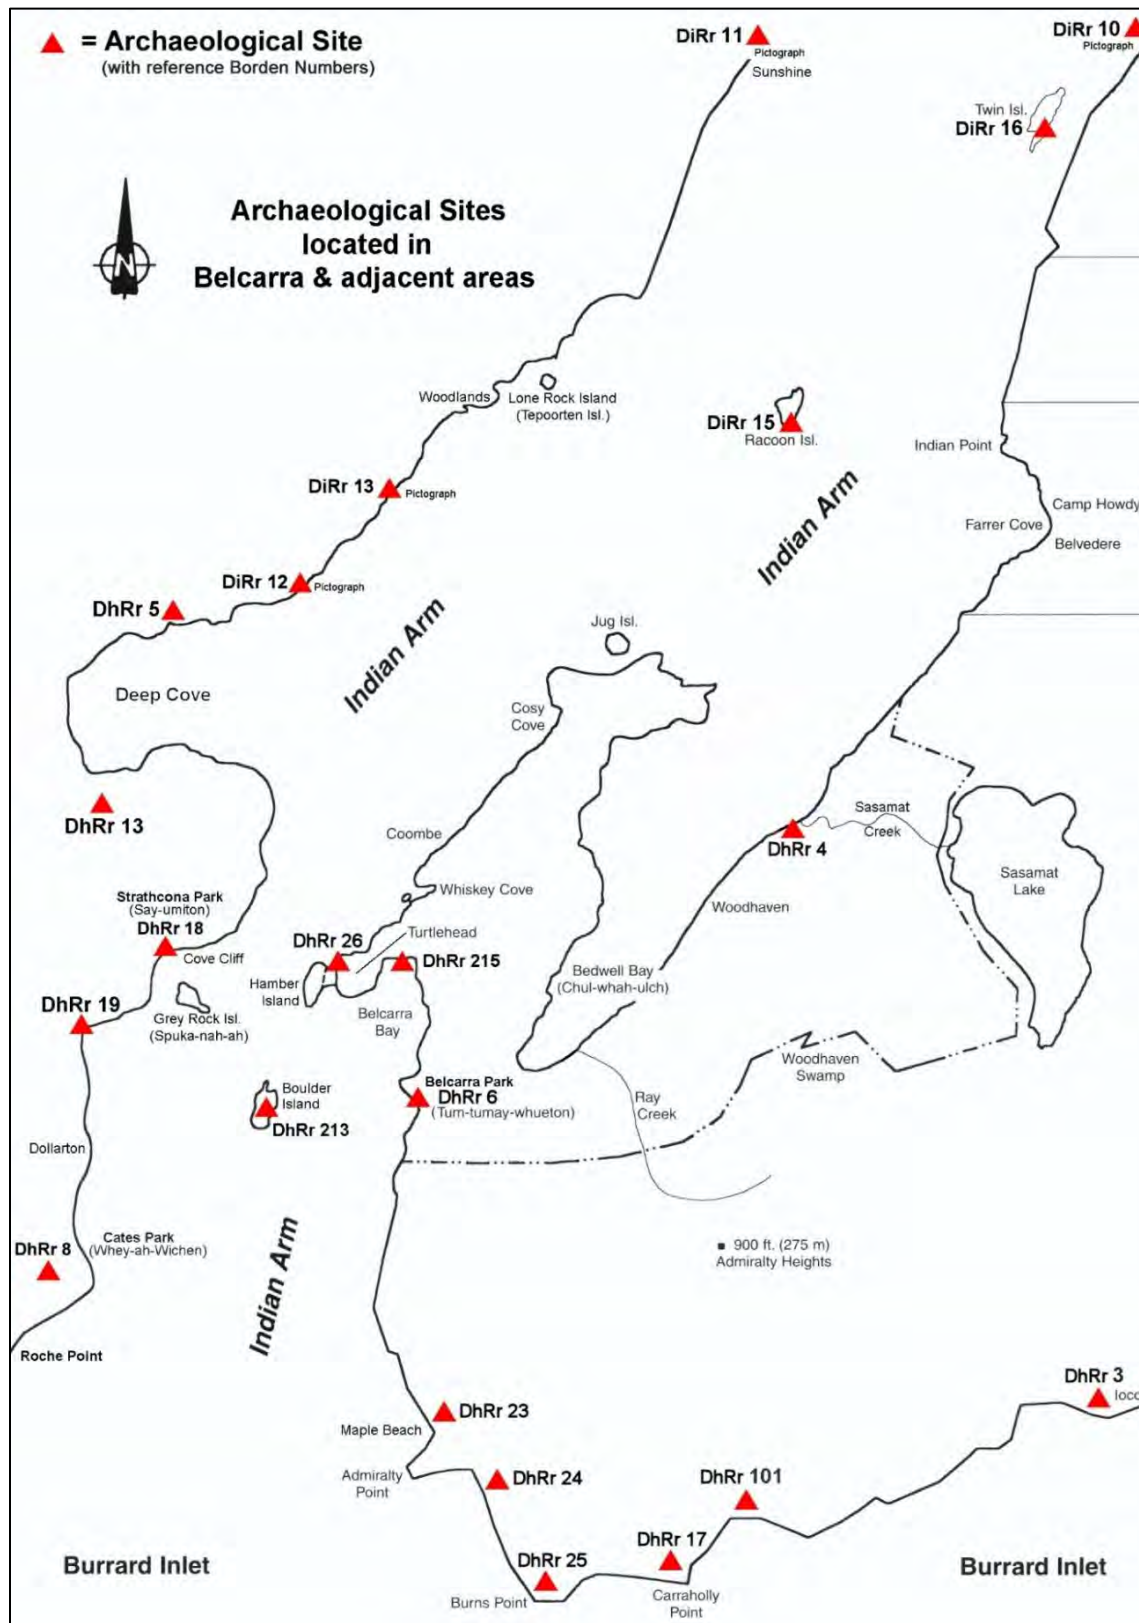 = Archaeological Site
(with reference Borden Numbers)
DiRr 11
Pictograph
Sunshine
DiRr 10
Pictograph
Twin Isl.
DiRr 16
Archaeological Sites
located in
Belcarra & adjacent areas
N
Woodlands
Lone Rock Island
(Tepoorten Isl.)
DiRr 15
Racoon Isl.
Indian Point
DiRr 13
Pictograph
Camp Howdy
Farrer Cove
Belvedere
Indian Arm
DiRr 12
Pictograph
DhRr 5
Jug Isl.
Indian Arm
Deep Cove
Cosy
Cove
DhRr 13
Sasamat
Creek
Coombe
DhRr 4
Sasamat
Lake
Whiskey Cove
Woodhaven
Strathcona Park
(Say-umiton)
DhRr 18
Cove Cliff
Turtlehead
DhRr 26
DhRr 215
Hamber
Island
Bedwell Bay
(Chul-whah-ulch)
DhRr 19
Grey Rock Isl.
(Spuka-nah-ah)
Belcarra
Bay
Woodhaven
Swamp
Boulder
Island
DhRr 213
Belcarra Park
DhRr 6
(Tum-tumay-whueton)
Ray
Creek
Dollarton
Cates Park
(Whey-ah-Wichen)
DhRr 8
900 ft. (275 m)
Admiralty Heights
Indian Arm
Roche Point
DhRr 3
Ioco
DhRr 23
Maple Beach
Admiralty
Point
DhRr 24
DhRr 101
DhRr 17
DhRr 25
Burrard Inlet
Burns Point
Carraholly
Point
Burrard Inlet